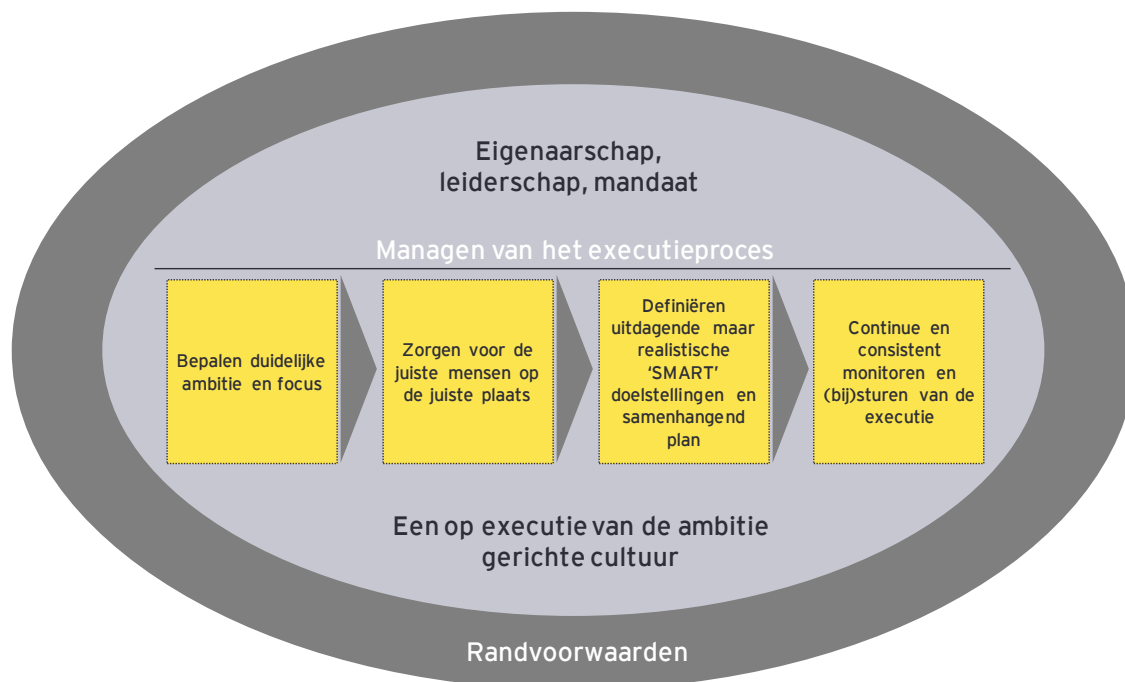 Eigenaarschap,
leiderschap, mandaat
Managen van het executieproces
Bepalen duidelijke
ambitie en focus
Zorgen voor de
juiste mensen op
de juiste plaats
Definiëren
uitdagende maar
realistische
‘SMART’
doelstellingen en
samenhangend
plan
Continue en
consistent
monitoren en
(bij)sturen van de
executie
Een op executie van de ambitie
gerichte cultuur
Randvoorwaarden